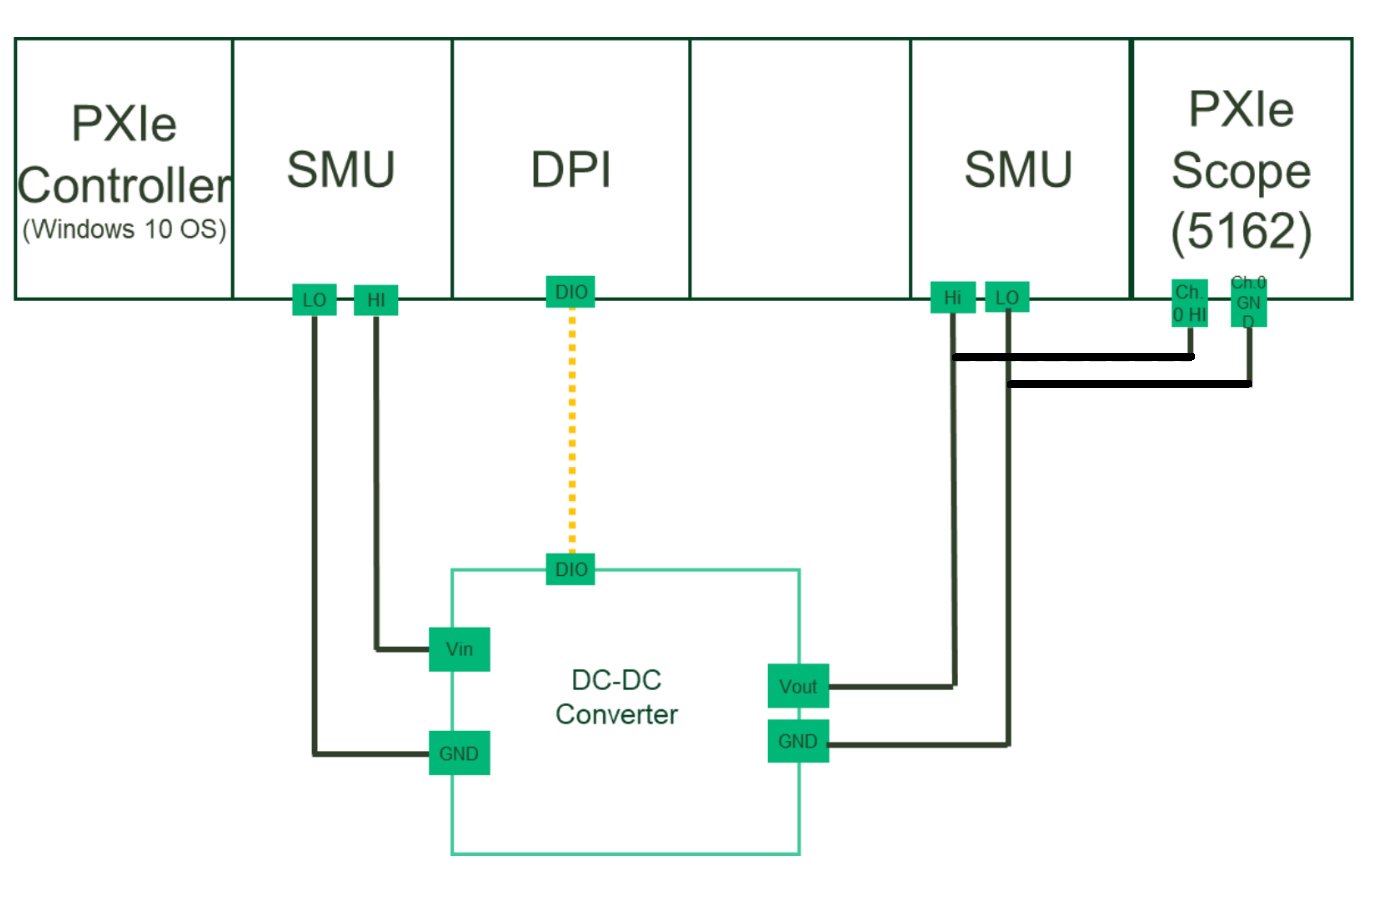 PXIe
Controller
(Windows 10 OS)
SMU
DPI
SMU
PXIe
Scope
(5162)
LO
HI
DIO
Hi
LO
Ch.
0 HI
Ch.0
GN
D
DIO
Vin
GND
DC-DC
Converter
Vout
GND